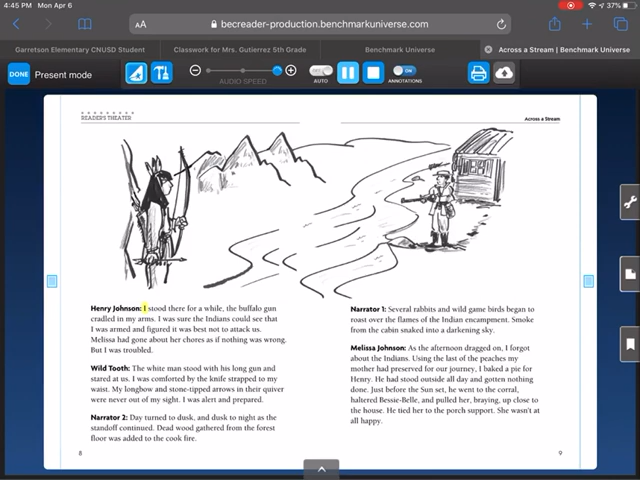 4:45 PM Mon Apr 6
37%
AA
becreader-production.benchmarkuniverse.com
Garretson Elementary CNUSD Student
Classwork for Mrs. Gutierrez 5th Grade
Benchmark Universe
Across a Stream | Benchmark Universe
DONE
Present mode
AUDIO SPEED
OFF
AUTO
ON
ANNOTATIONS
READER'S THEATER
Across a Stream
Henry Johnson: I stood there for a while, the buffalo gun
cradled in my arms. I was sure the Indians could see that
I was armed and figured it was best not to attack us.
Melissa had gone about her chores as if nothing was wrong.
But I was troubled.
Wild Tooth: The white man stood with his long gun and
stared at us. I was comforted by the knife strapped to my
waist. My longbow and stone-tipped arrows in their quiver
were never out of my sight. I was alert and prepared.
Narrator 2: Day turned to dusk, and dusk to night as the
standoff continued. Dead wood gathered from the forest
floor was added to the cook fire.
8
Narrator 1: Several rabbits and wild game birds began to
roast over the flames of the Indian encampment. Smoke
from the cabin snaked into a darkening sky.
Melissa Johnson: As the afternoon dragged on, I forgot
about the Indians. Using the last of the peaches my
mother had preserved for our journey, I baked a pie for
Henry. He had stood outside all day and gotten nothing
done. Just before the Sun set, he went to the corral,
haltered Bessie-Belle, and pulled her, braying, up close to
the house. He tied her to the porch support. She wasn't at
all happy.
9